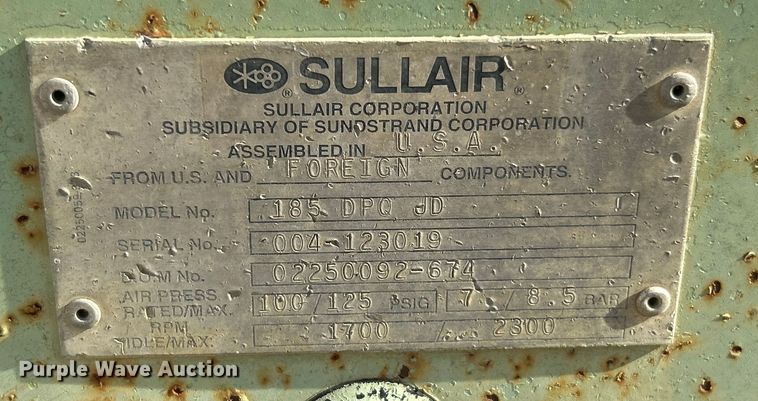 SULLAIR
SULLAIR CORPORATION
SUBSIDIARY OF SUNDSTRAND CORPORATION
ASSEMBLED IN U.S.A.
FROM U.S. AND FOREIGN COMPONENTS.
MODEL No. 185 DPQ JD
SERIAL No. 004-123019
No. 02250092-674
AIR PRESS. RATED/MAX. 100/125 PSIG 7 / 8.5 BAR
RPM IDLE/MAX. 1700 / 2300
Purple Wave Auction